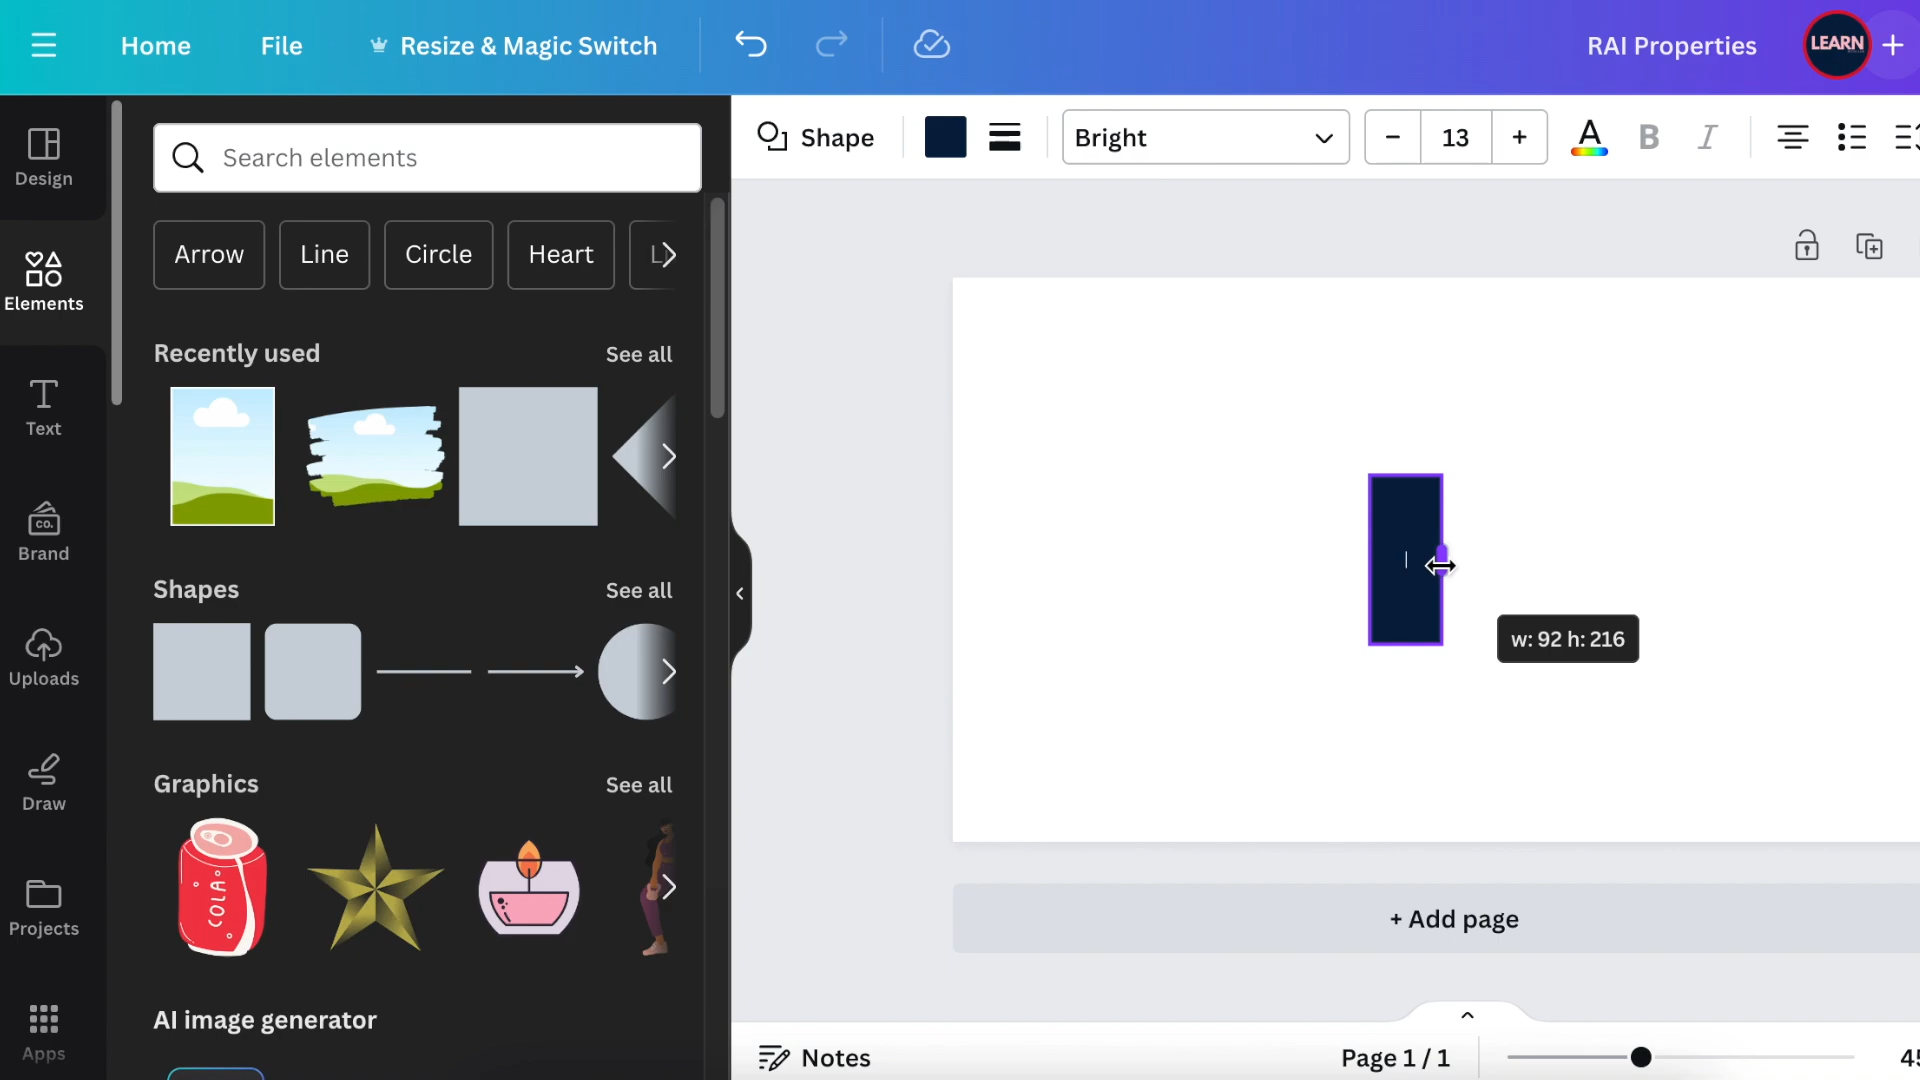 Home
File
Resize & Magic Switch
RAI Properties
LEARN
Design
Elements
Text
Brand
CO.
Uploads
Draw
Projects
Apps
Search elements
Arrow
Line
Circle
Heart
Recently used
See all
Shapes
See all
Graphics
See all
COLA
AI image generator
Shape
Bright
13
A
B
I
w: 92 h: 216
+ Add page
Notes
Page 1 / 1